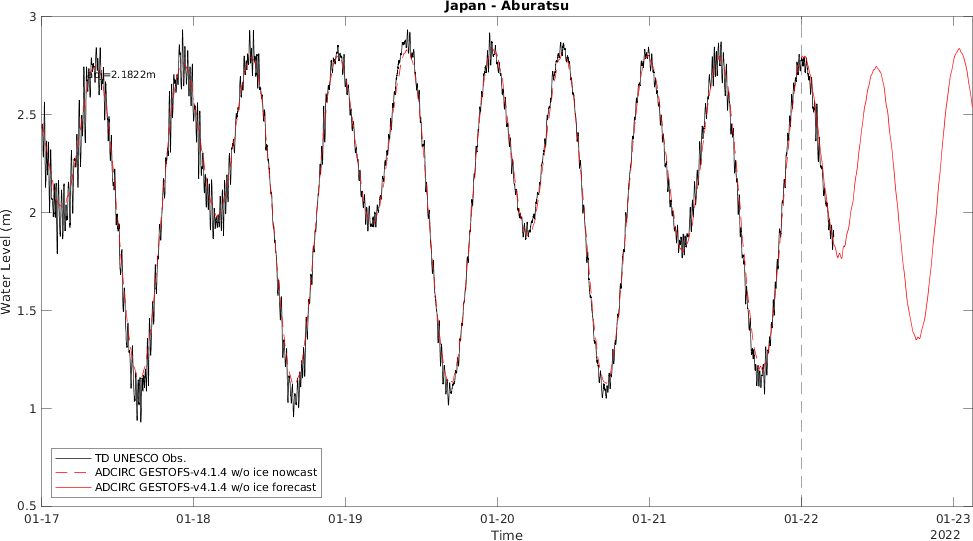 Japan - Aburatsu
3
2.5
2
1.5
1
0.5
Water Level (m)
=2.1822m
TD UNESCO Obs.
ADCIRC GESTOFS-v4.1.4 w/o ice nowcast
ADCIRC GESTOFS-v4.1.4 w/o ice forecast
01-17
01-18
01-19
01-20
01-21
01-22
01-23
Time
2022